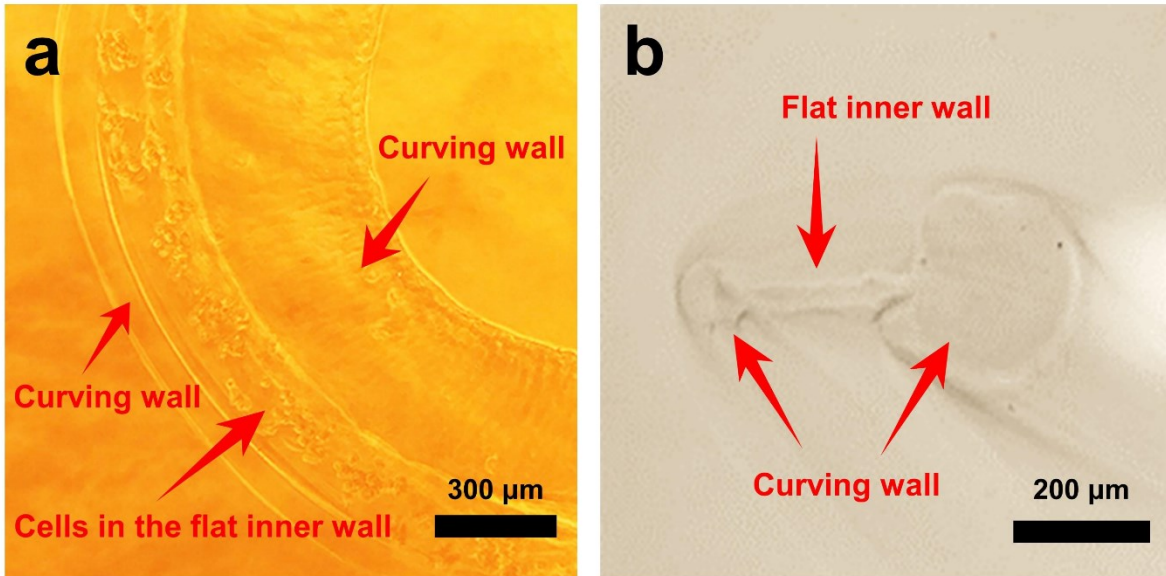 a
Curving wall
Curving wall
Cells in the flat inner wall
300 µm
b
Flat inner wall
Curving wall
200 µm